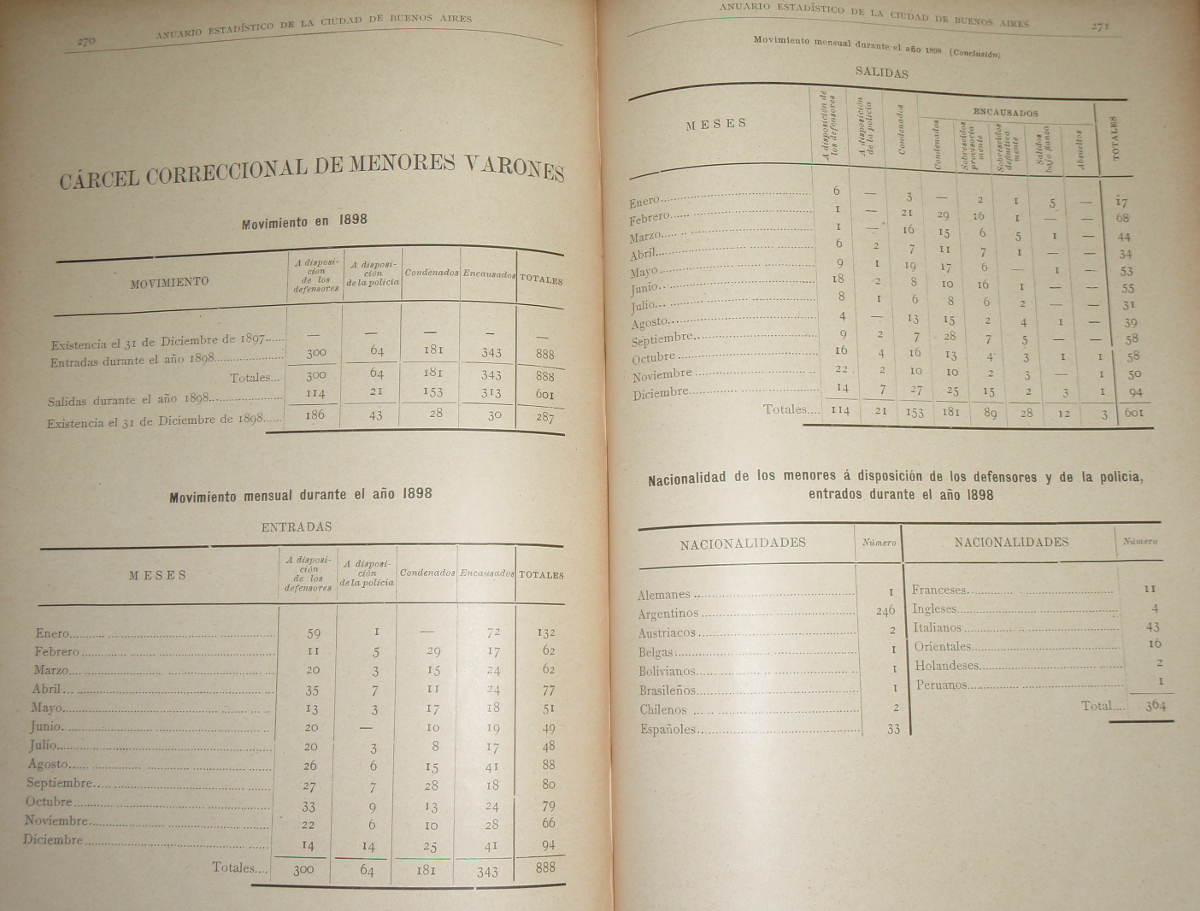 270 ANUARIO ESTADÍSTICO DE LA CIUDAD DE BUENOS AIRES
CÁRCEL CORRECCIONAL DE MENORES VARONES
Movimiento en 1898
MOVIMIENTO | A disposición de los defensores | A disposición de la policia | Condenados | Encausados | TOTALES
Existencia el 31 de Diciembre de 1897...... — — — — —
Entradas durante el año 1898............... 300 64 181 343 888
Totales... 300 64 181 343 888
Salidas durante el año 1898................ 114 21 153 313 601
Existencia el 31 de Diciembre de 1898...... 186 43 28 30 287
Movimiento mensual durante el año 1898
ENTRADAS
MESES | A disposición de los defensores | A disposición de la policia | Condenados | Encausados | TOTALES
Enero 59 1 — 72 132
Febrero 11 5 29 17 62
Marzo 20 3 15 24 62
Abril 35 7 11 24 77
Mayo 13 3 17 18 51
Junio 20 — 10 19 49
Julio 20 3 8 17 48
Agosto 26 6 15 41 88
Septiembre 27 7 28 18 80
Octubre 33 9 13 24 79
Noviembre 22 6 10 28 66
Diciembre 14 14 25 41 94
Totales.... 300 64 181 343 888
ANUARIO ESTADÍSTICO DE LA CIUDAD DE BUENOS AIRES 271
Movimiento mensual durante el año 1898 (Conclusión)
SALIDAS
MESES | A disposición de los defensores | A disposición de la policia | Condenados | ENCAUSADOS | TOTALES
Condenados | Sobreseidos provisoriamente | Sobreseidos definitivamente | Salidos bajo fianza | Absueltos
Enero 6 — 3 — 2 1 5 — 17
Febrero 1 — 21 29 16 1 — — 68
Marzo 1 — 16 15 6 5 1 — 44
Abril 6 2 7 11 7 1 — — 34
Mayo 9 1 19 17 6 — 1 — 53
Junio 18 2 8 10 16 1 — — 55
Julio 8 1 6 8 6 2 — — 31
Agosto 4 — 13 15 2 4 1 — 39
Septiembre 9 2 7 28 7 5 — — 58
Octubre 16 4 16 13 4 3 1 1 58
Noviembre 22 2 10 10 2 3 — 1 50
Diciembre 14 7 27 25 15 2 3 1 94
Totales.... 114 21 153 181 89 28 12 3 601
Nacionalidad de los menores á disposición de los defensores y de la policía,
entrados durante el año 1898
NACIONALIDADES | Número | NACIONALIDADES | Número
Alemanes 1 | Franceses 11
Argentinos 246 | Ingleses 4
Austriacos 2 | Italianos 43
Belgas 1 | Orientales 16
Bolivianos 1 | Holandeses 2
Brasileños 1 | Peruanos 1
Chilenos 2 | Total.... 364
Españoles 33